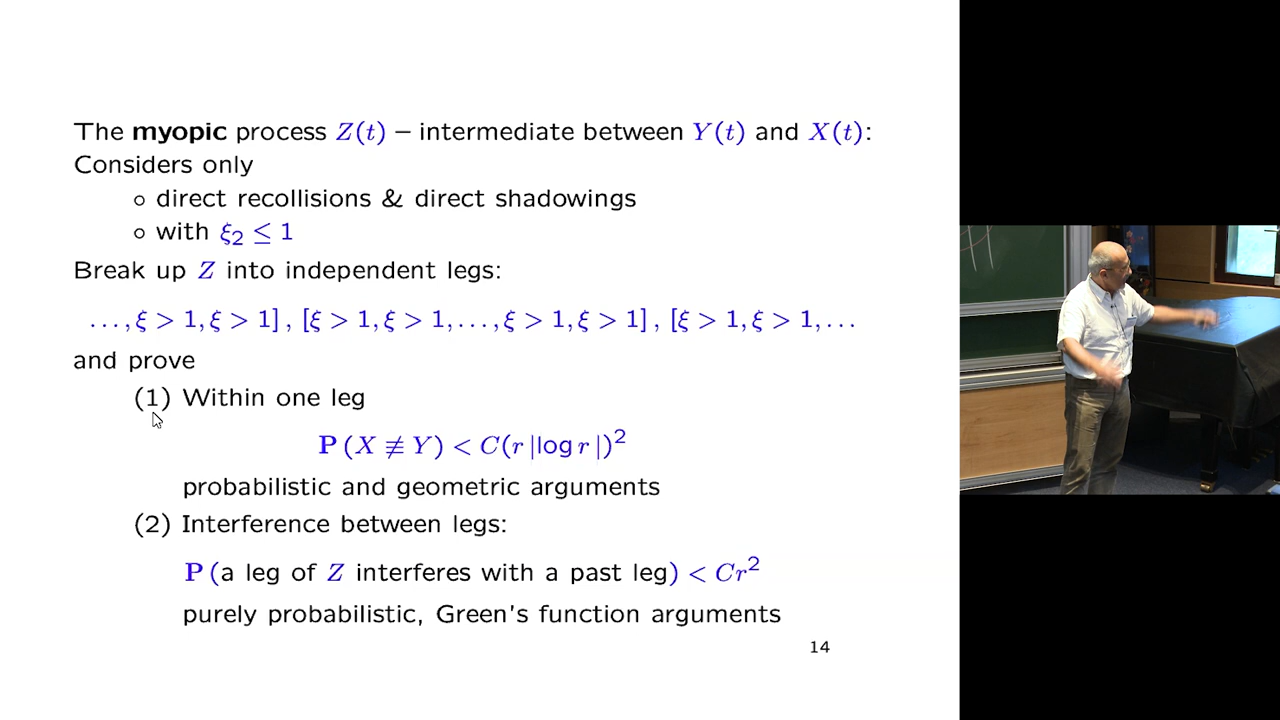 The myopic process Z(t) – intermediate between Y(t) and X(t):
Considers only
∘ direct recollisions & direct shadowings
∘ with ξ₂ ≤ 1
Break up Z into independent legs:
..., ξ > 1, ξ > 1], [ξ > 1, ξ > 1, ..., ξ > 1, ξ > 1], [ξ > 1, ξ > 1, ...
and prove
(1) Within one leg
P(X ≢ Y) < C(r |log r|)²
probabilistic and geometric arguments
(2) Interference between legs:
P(a leg of Z interferes with a past leg) < Cr²
purely probabilistic, Green's function arguments
14